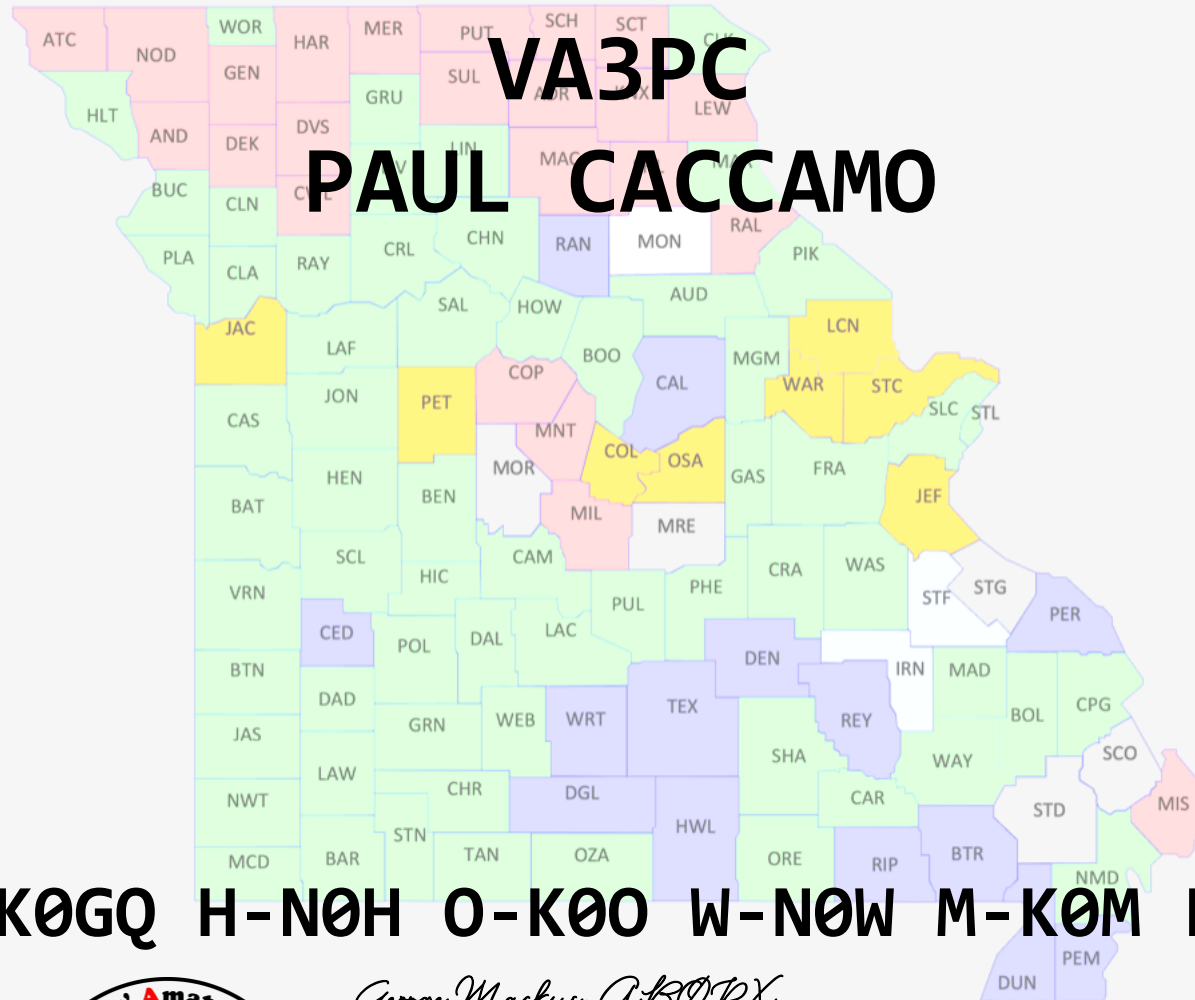 VA3PC
PAUL CACCAMO
ATC NOD WOR HAR MER PUT SCH SCT CLK
GEN SUL ADR KNX LEW
HLT AND DEK DVS GRU LIN MAC MAR
BUC CLN CHN RAN MON RAL PIK
PLA CLA RAY CRL AUD
JAC LAF SAL HOW BOO CAL MGM LCN
CAS JON PET COP MNT COL OSA WAR STC SLC STL
BAT HEN BEN MOR MIL MRE GAS FRA JEF
VRN SCL HIC CAM PUL PHE CRA WAS STF STG PER
CED POL DAL LAC DEN IRN MAD
BTN DAD GRN WEB WRT TEX REY BOL CPG
JAS LAW CHR DGL SHA WAY SCO
NWT STN HWL CAR STD MIS
MCD BAR TAN OZA ORE RIP BTR NMD
K0GQ H-N0H O-K0O W-N0W M-K0M
DUN PEM